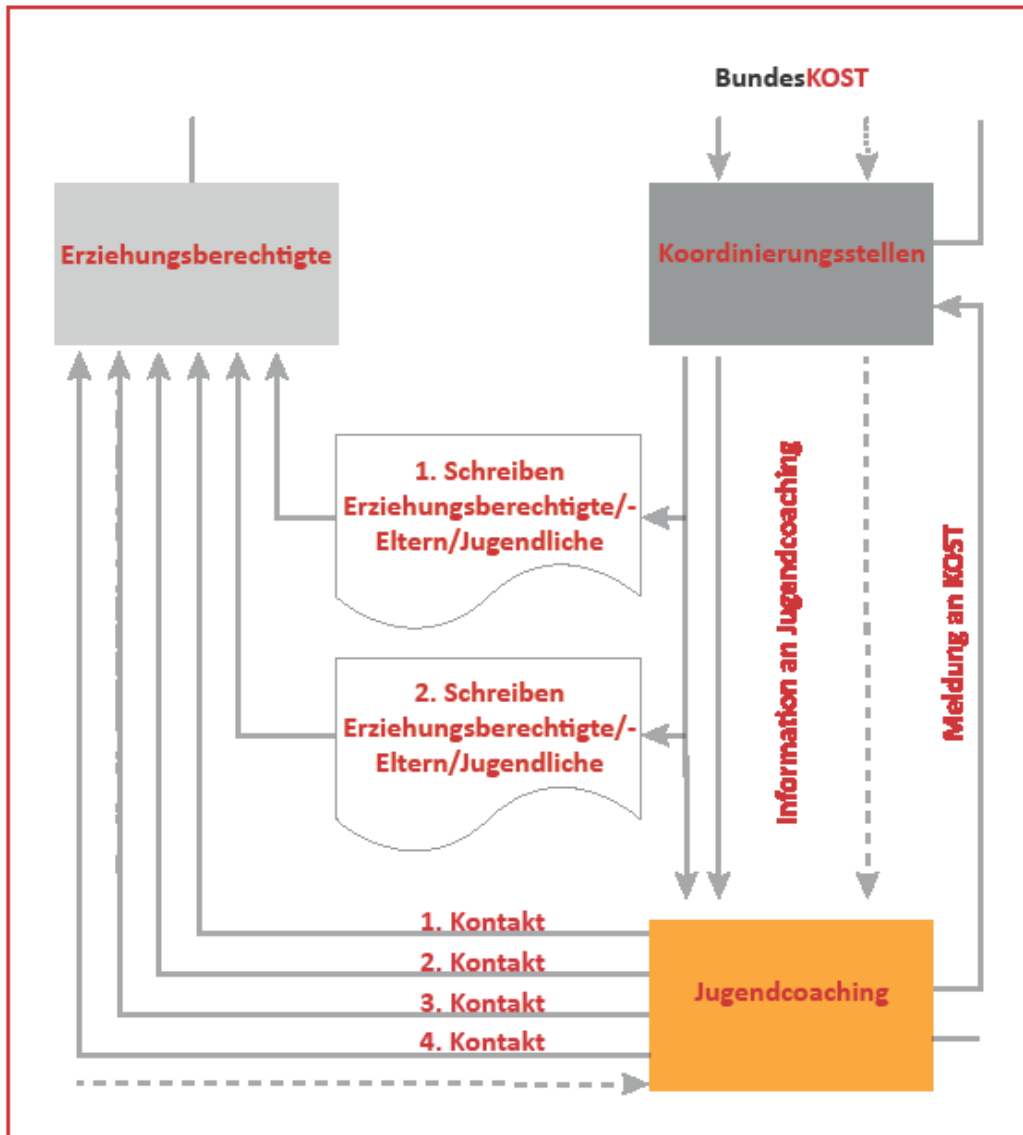 BundesKOST
Erziehungsberechtigte
Koordinierungsstellen
1. Schreiben
Erziehungsberechtigte/-
Eltern/Jugendliche
Information an Jugendcoaching
Meldung an KOST
2. Schreiben
Erziehungsberechtigte/-
Eltern/Jugendliche
1. Kontakt
2. Kontakt
3. Kontakt
4. Kontakt
Jugendcoaching